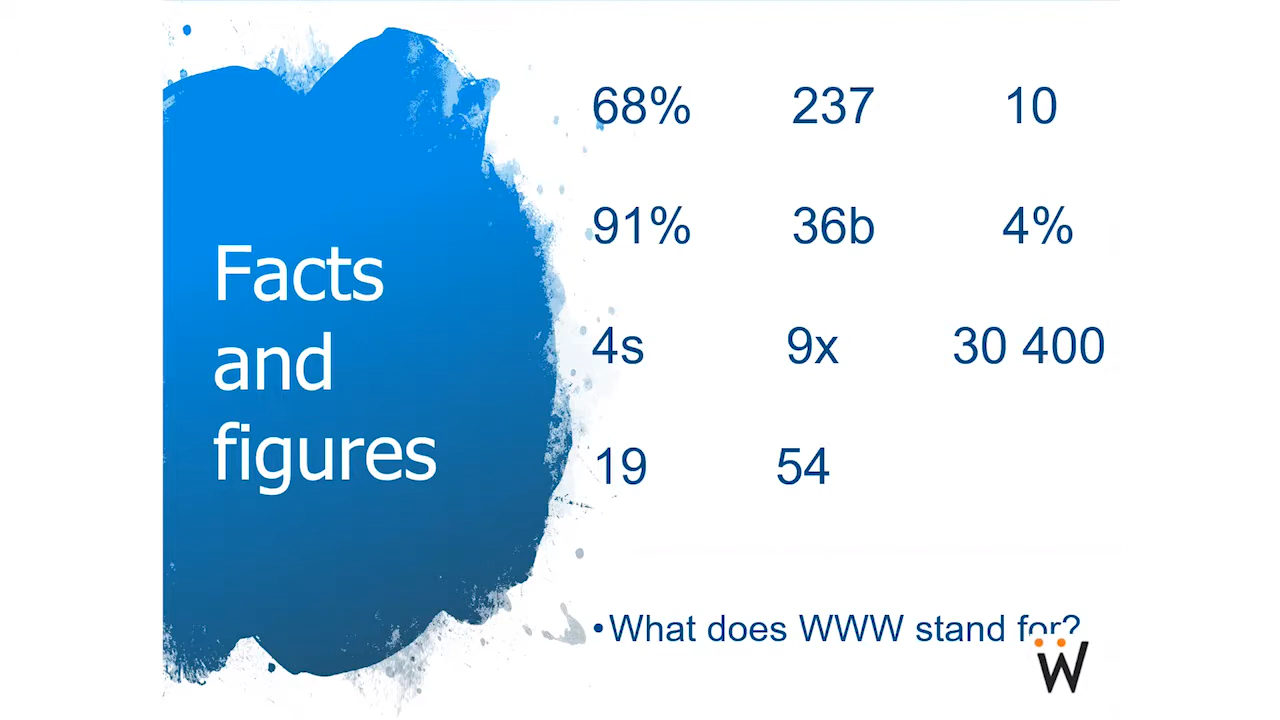 Facts
and
figures
68% 237 10
91% 36b 4%
4s 9x 30 400
19 54
•What does WWW stand for?
W